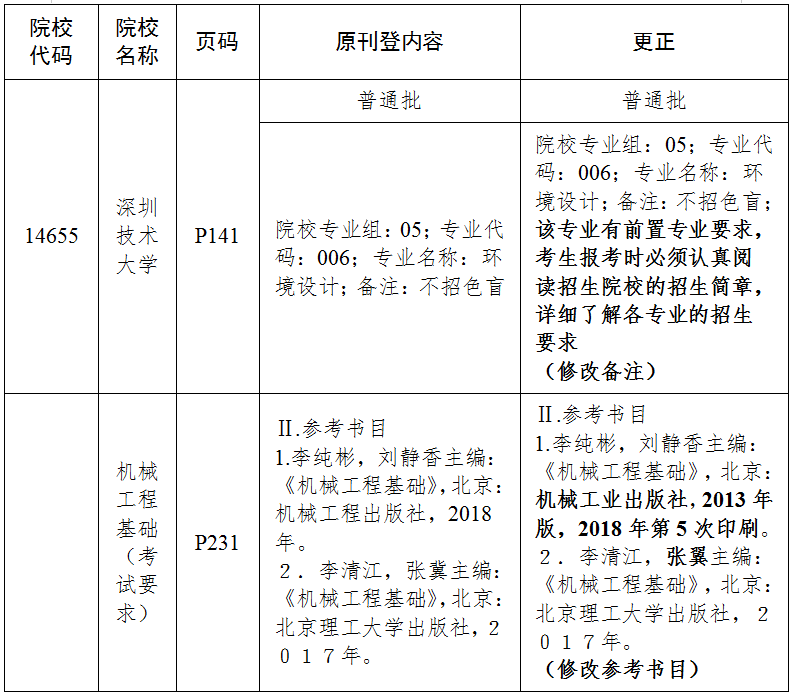 院校
代码
院校
名称
页码
原刊登内容
更正
14655
深圳
技术
大学
P141
普通批
普通批
院校专业组：05；专业代
码：006；专业名称：环
境设计；备注：不招色盲
院校专业组：05；专业代
码：006；专业名称：环
境设计；备注：不招色盲；
该专业有前置专业要求，
考生报考时必须认真阅
读招生院校的招生简章，
详细了解各专业的招生
要求
（修改备注）
机械
工程
基础
（考
试要
求）
P231
Ⅱ.参考书目
1.李纯彬，刘静香主编：
《机械工程基础》，北京：
机械工程出版社，2018
年。
２．李清江，张冀主编：
《机械工程基础》，北京：
北京理工大学出版社，２
０１７年。
Ⅱ.参考书目
1.李纯彬，刘静香主编：
《机械工程基础》，北京：
机械工业出版社，2013 年
版，2018 年第 5 次印刷。
２．李清江，张翼主编：
《机械工程基础》，北京：
北京理工大学出版社，２
０１７年。
（修改参考书目）